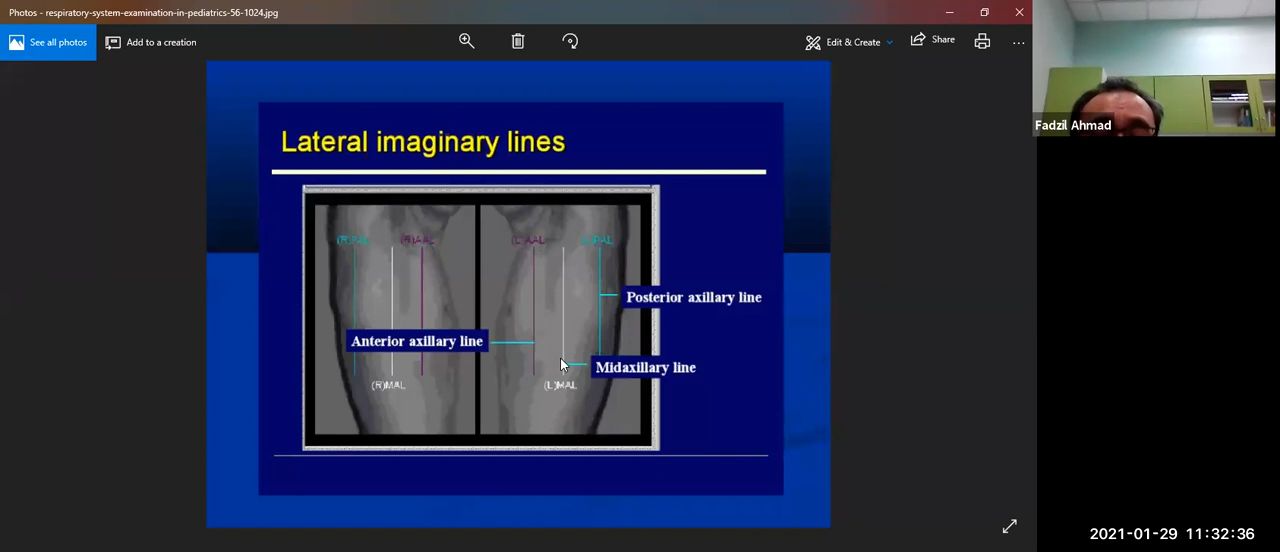 Photos - respiratory-system-examination-in-pediatrics-56-1024.jpg
See all photos
Add to a creation
Edit & Create
Share
Fadzil Ahmad
Lateral imaginary lines
(R)AAL
(L)AAL
Posterior axillary line
Anterior axillary line
Midaxillary line
(R)MAL
(L)MAL
2021-01-29 11:32:36